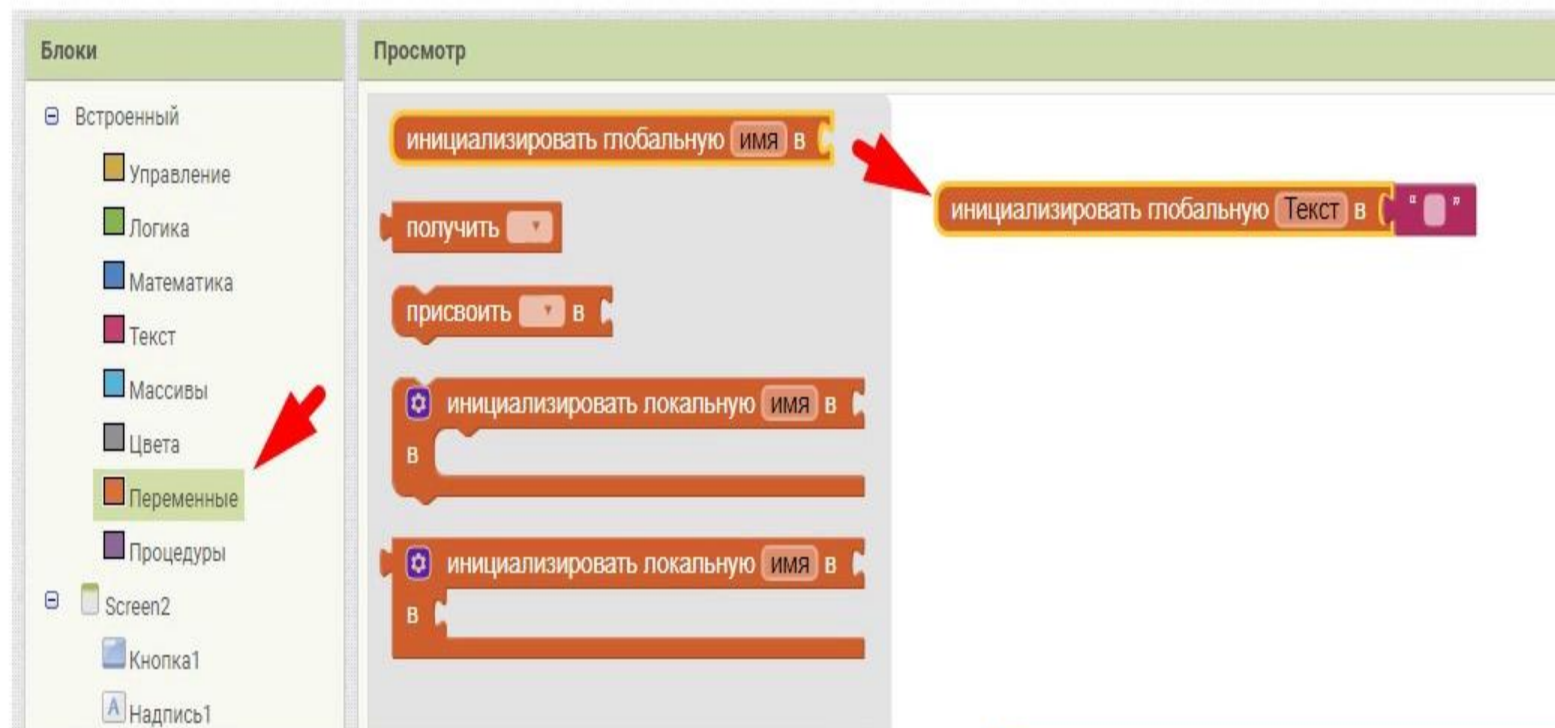 Блоки
Встроенный
Управление
Логика
Математика
Текст
Массивы
Цвета
Переменные
Процедуры
Screen2
Кнопка1
A Надпись1
Просмотр
инициализировать глобальную имя в
получить
присвоить в
инициализировать локальную имя в
в
инициализировать локальную имя в
в
инициализировать глобальную Текст в " "